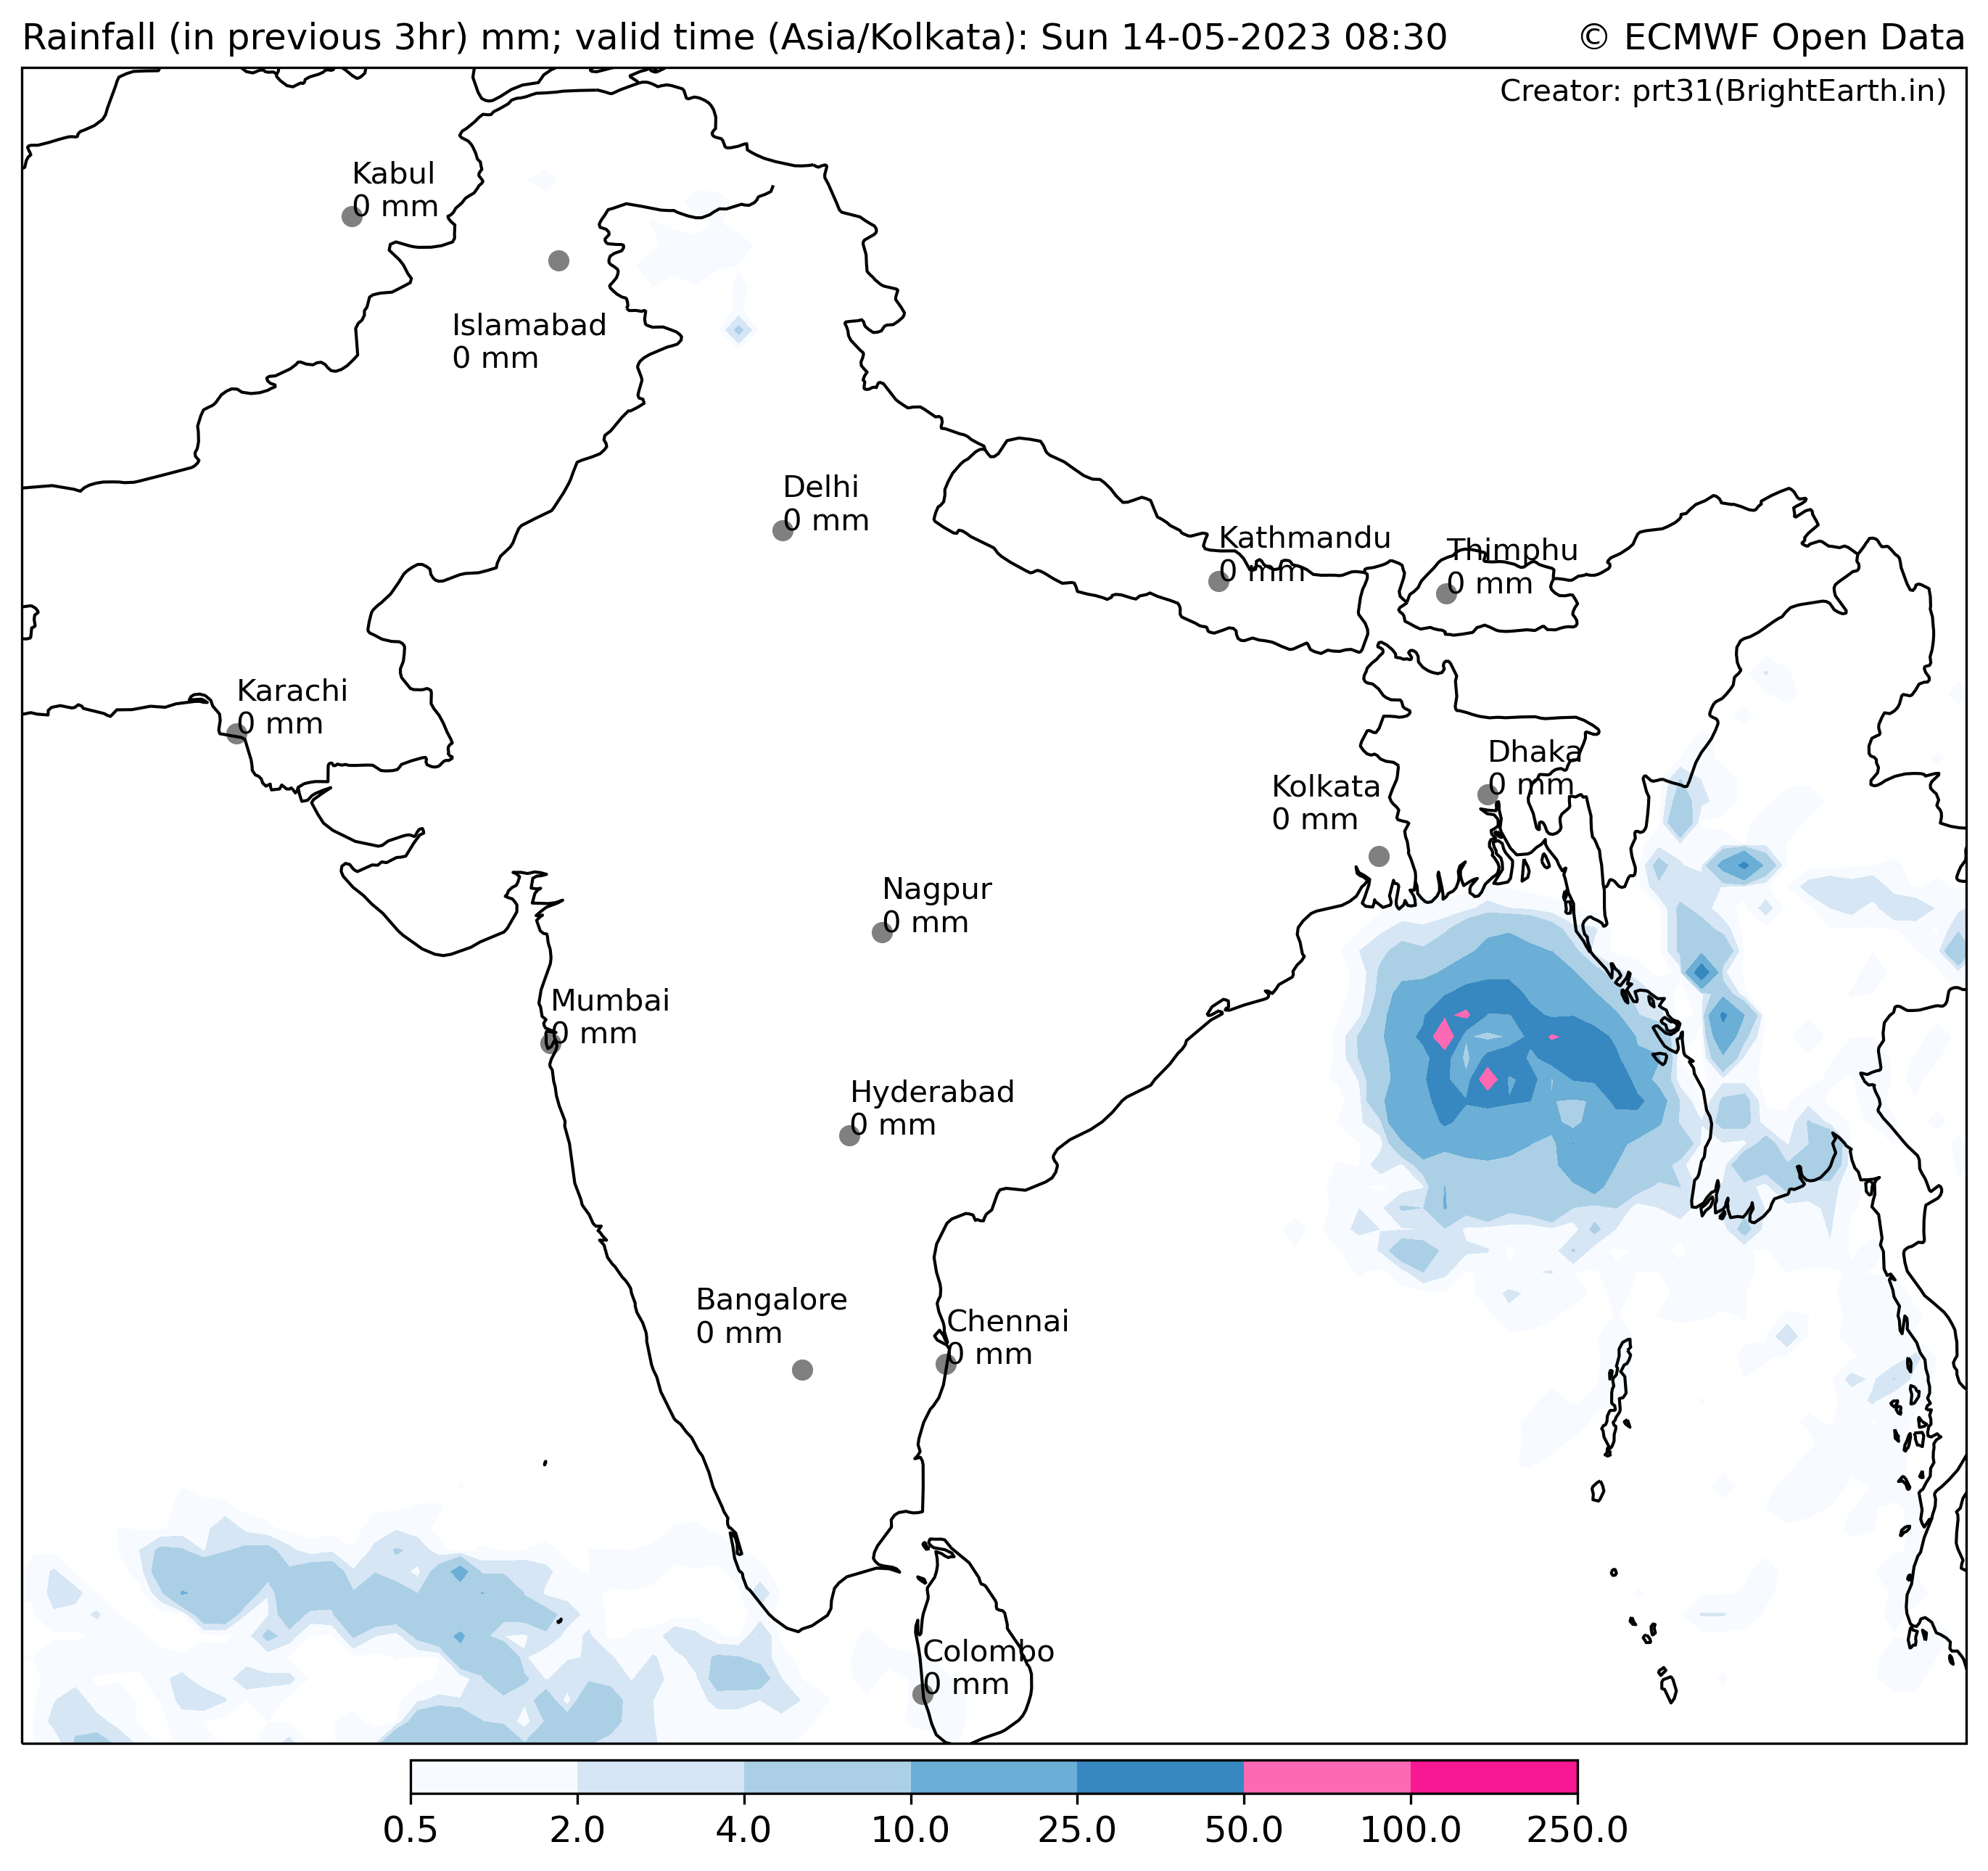 Rainfall (in previous 3hr) mm; valid time (Asia/Kolkata): Sun 14-05-2023 08:30
© ECMWF Open Data
Creator: prt31(BrightEarth.in)
Kabul
0 mm
Islamabad
0 mm
Delhi
0 mm
Kathmandu
0 mm
Thimphu
0 mm
Karachi
0 mm
Dhaka
0 mm
Kolkata
0 mm
Nagpur
0 mm
Mumbai
0 mm
Hyderabad
0 mm
Bangalore
0 mm
Chennai
0 mm
Colombo
0 mm
0.5 2.0 4.0 10.0 25.0 50.0 100.0 250.0